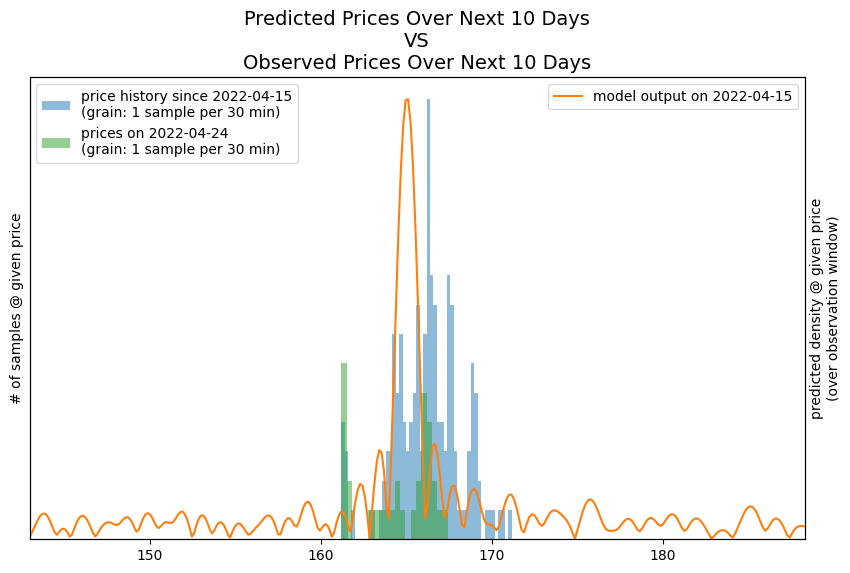 Predicted Prices Over Next 10 Days
VS
Observed Prices Over Next 10 Days
price history since 2022-04-15
(grain: 1 sample per 30 min)
prices on 2022-04-24
(grain: 1 sample per 30 min)
model output on 2022-04-15
# of samples @ given price
predicted density @ given price
(over observation window)
150
160
170
180